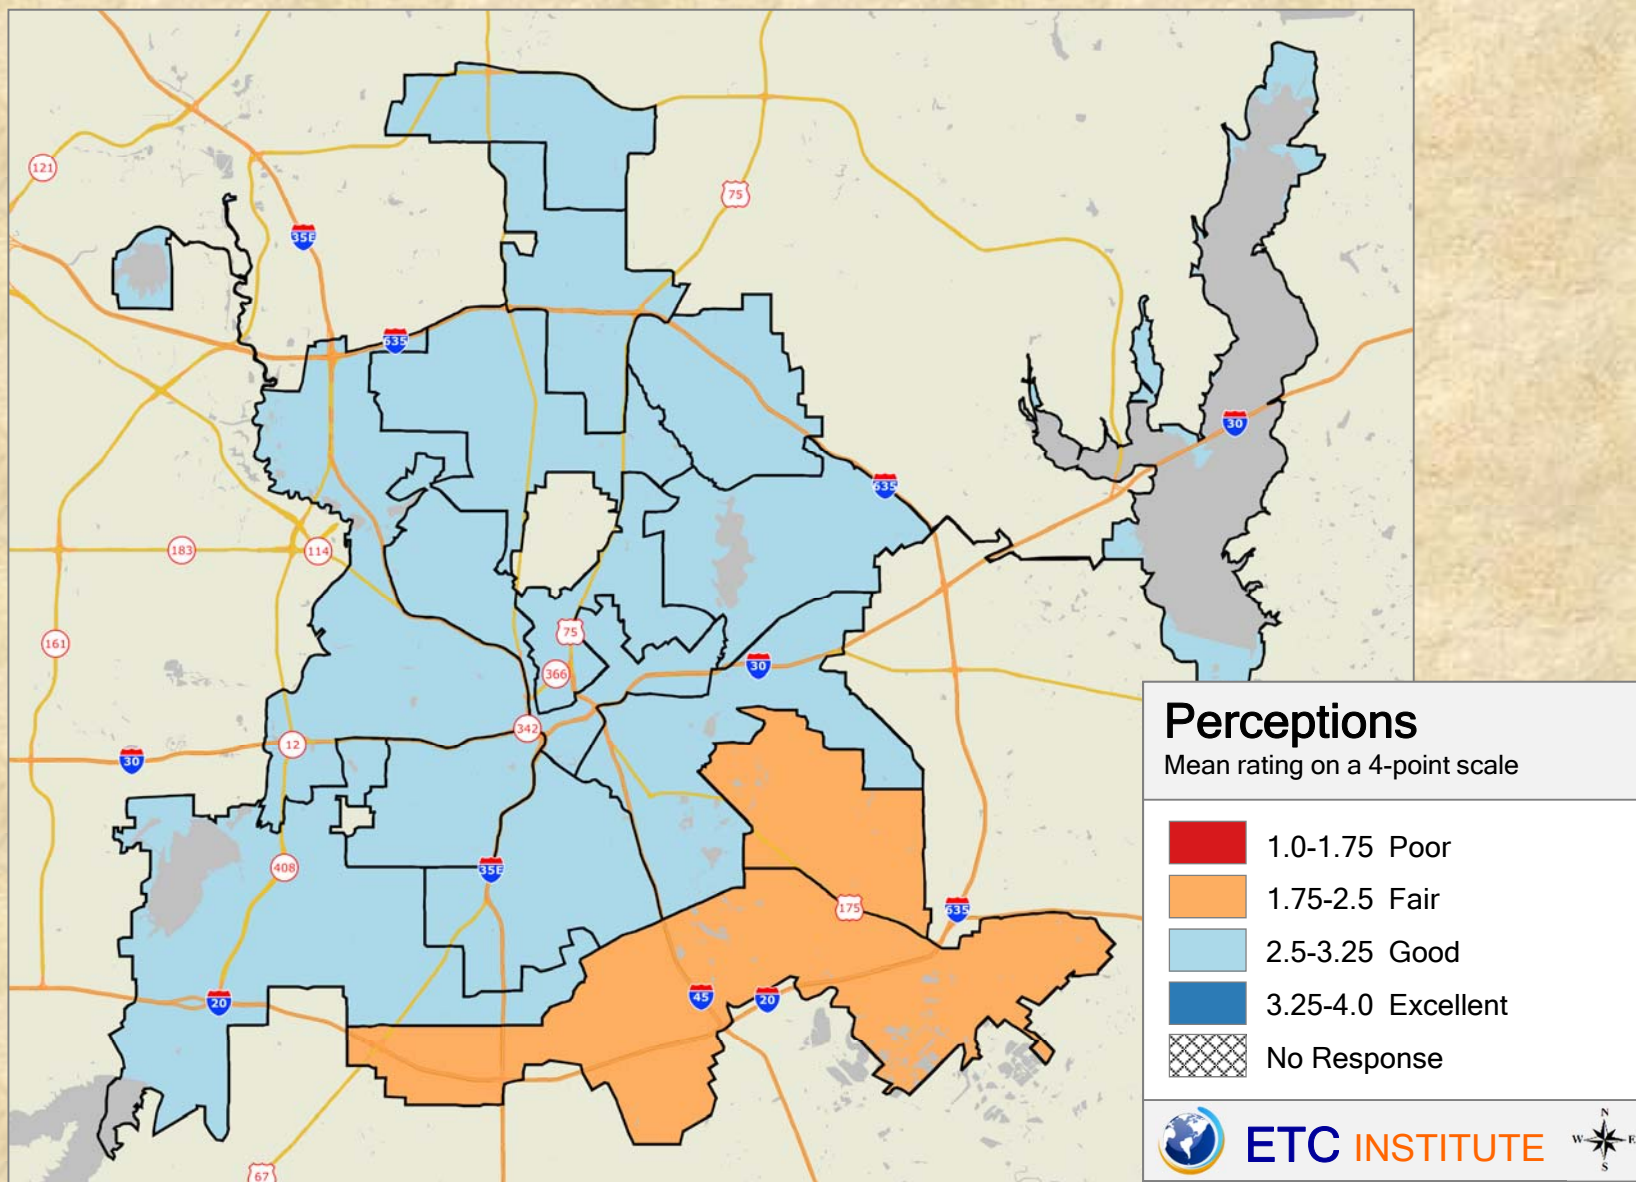 121
35E
75
635
30
635
183
114
161
75
366
30
342
12
30
408
35E
175
635
20
45
20
67
Perceptions
Mean rating on a 4-point scale
1.0-1.75 Poor
1.75-2.5 Fair
2.5-3.25 Good
3.25-4.0 Excellent
No Response
ETC INSTITUTE
N
W E
S